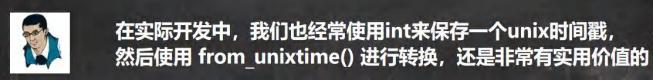 在实际开发中，我们也经常使用int来保存一个unix时间戳，
然后使用 from_unixtime() 进行转换，还是非常有实用价值的